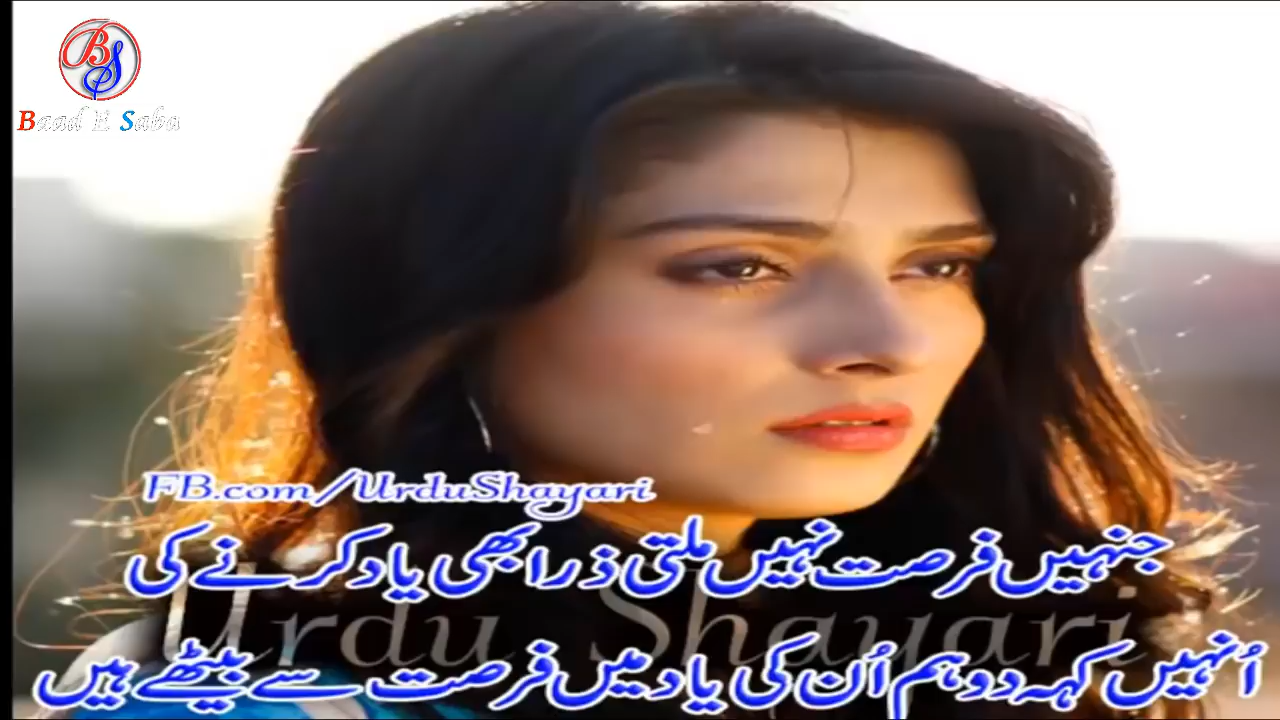 BS
Baad E Saba
FB.com/UrduShayari
جنہیں فرصت نہیں ملتی ذرا بھی یاد کرنے کی
Urdu Shayari
اُنہیں کہہ دو ہم اُن کی یاد میں فرصت سے بیٹھے ہیں